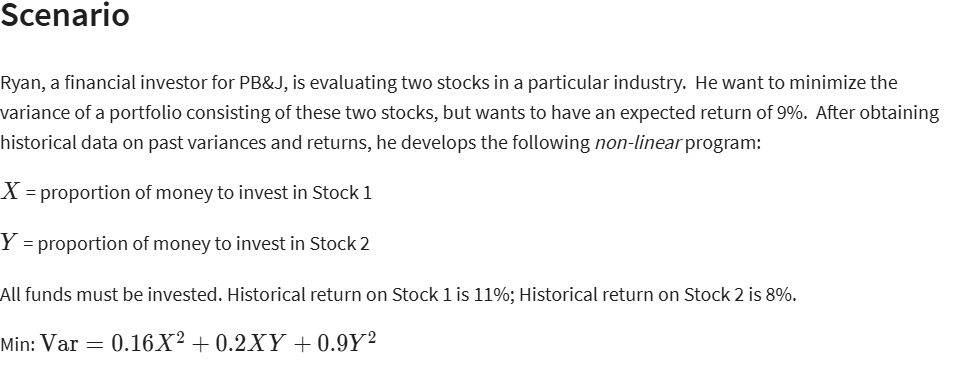 Scenario
Ryan, a financial investor for PB&J, is evaluating two stocks in a particular industry.  He want to minimize the
variance of a portfolio consisting of these two stocks, but wants to have an expected return of 9%.  After obtaining
historical data on past variances and returns, he develops the following non-linear program:
X = proportion of money to invest in Stock 1
Y = proportion of money to invest in Stock 2
All funds must be invested. Historical return on Stock 1 is 11%; Historical return on Stock 2 is 8%.
Min: Var = 0.16X² + 0.2XY + 0.9Y²